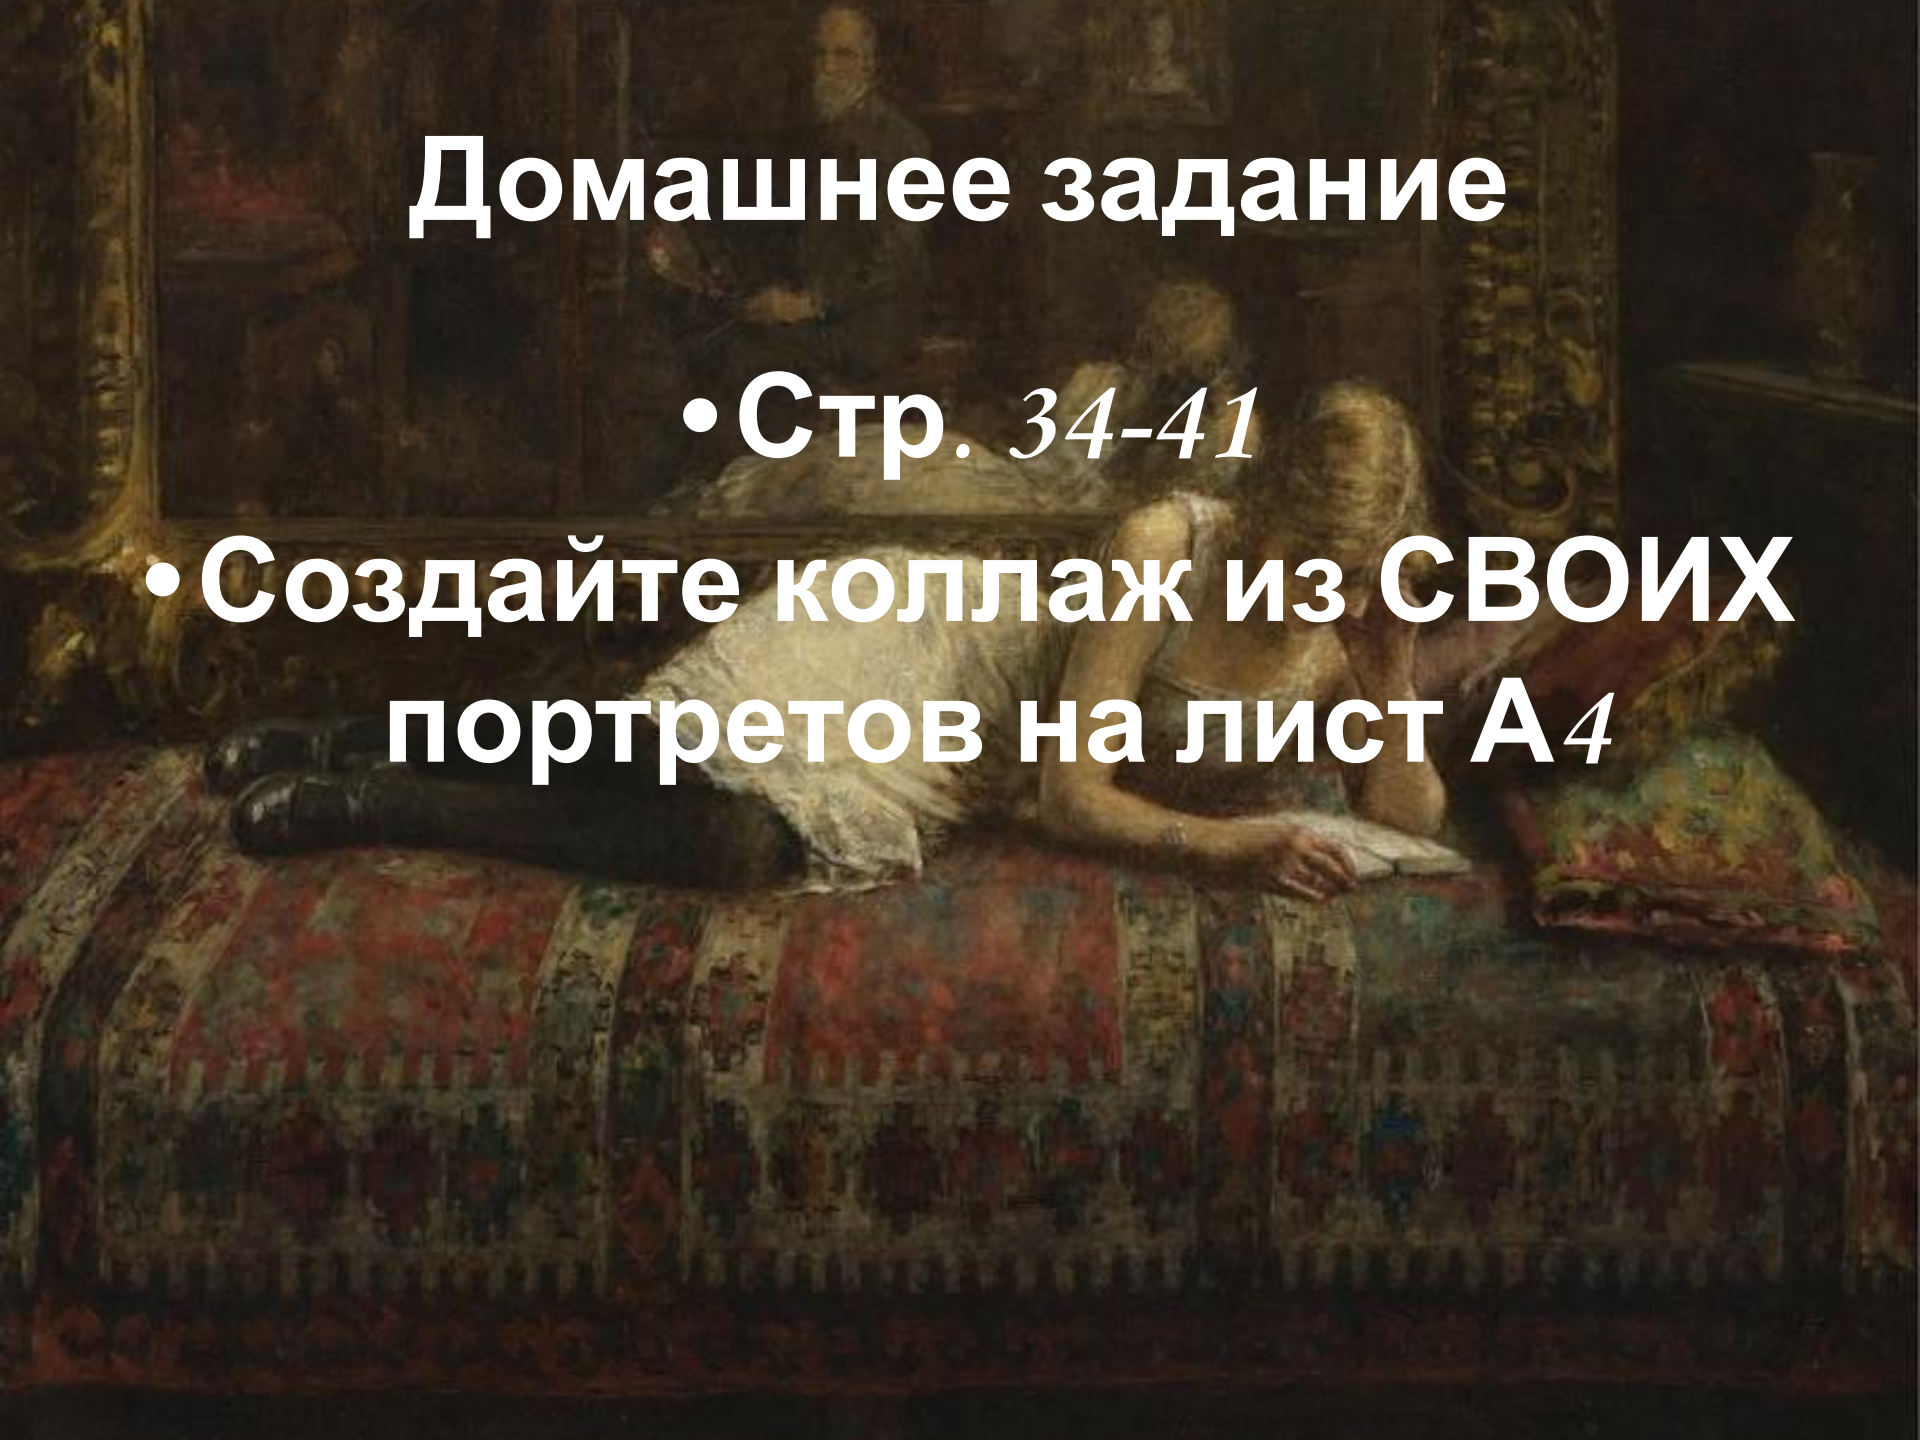 Домашнее задание
• Стр. 34-41
• Создайте коллаж из СВОИХ
портретов на лист А4